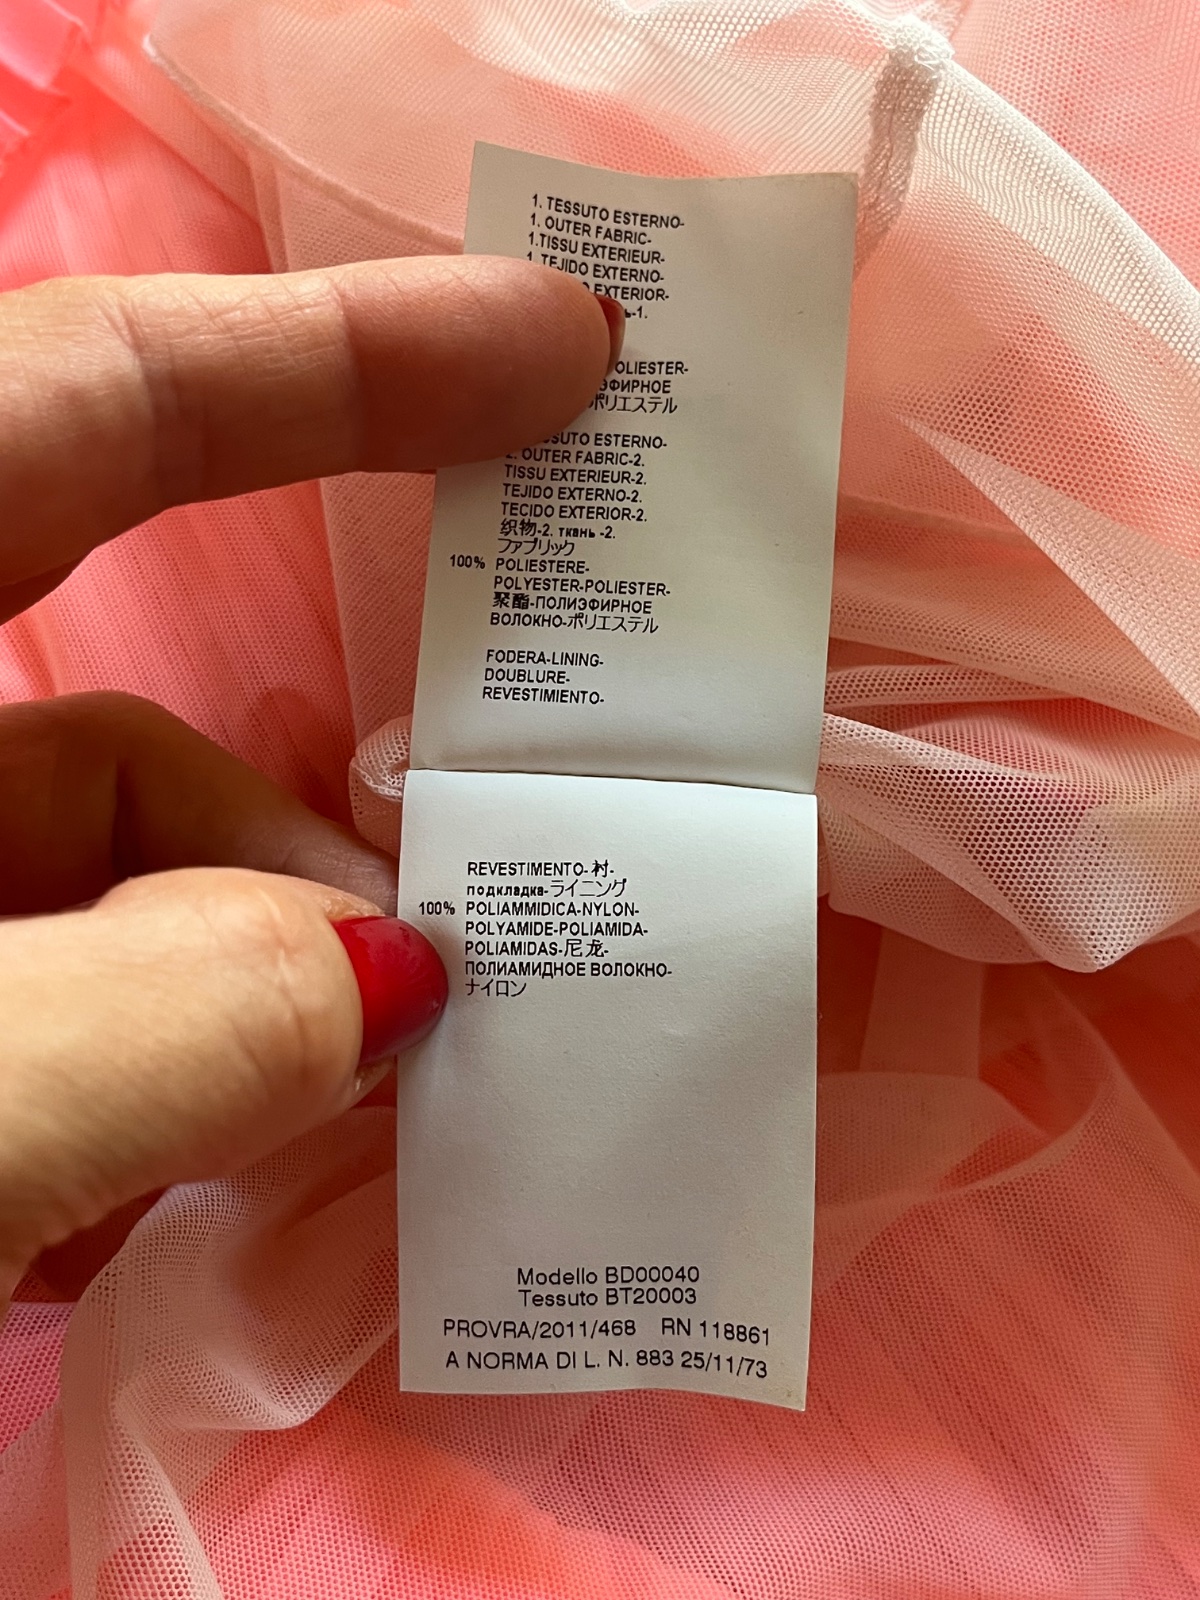 1. TESSUTO ESTERNO-
1. OUTER FABRIC-
1.TISSU EXTERIEUR-
1. TEJIDO EXTERNO-
EXTERIOR-
-1.
OLIESTER-
ЭФИРНОЕ
ポリエステル
SUTO ESTERNO-
2. OUTER FABRIC-2.
TISSU EXTERIEUR-2.
TEJIDO EXTERNO-2.
TECIDO EXTERIOR-2.
织物-2. ткань -2.
ファブリック
100% POLIESTERE-
POLYESTER-POLIESTER-
聚酯-ПОЛИЭФИРНОЕ
ВОЛОКНО-ポリエステル
FODERA-LINING-
DOUBLURE-
REVESTIMIENTO-
REVESTIMENTO-衬-
подкладка-ライニング
100% POLIAMMIDICA-NYLON-
POLYAMIDE-POLIAMIDA-
POLIAMIDAS-尼龙-
ПОЛИАМИДНОЕ ВОЛОКНО-
ナイロン
Modello BD00040
Tessuto BT20003
PROVRA/2011/468 RN 118861
A NORMA DI L. N. 883 25/11/73